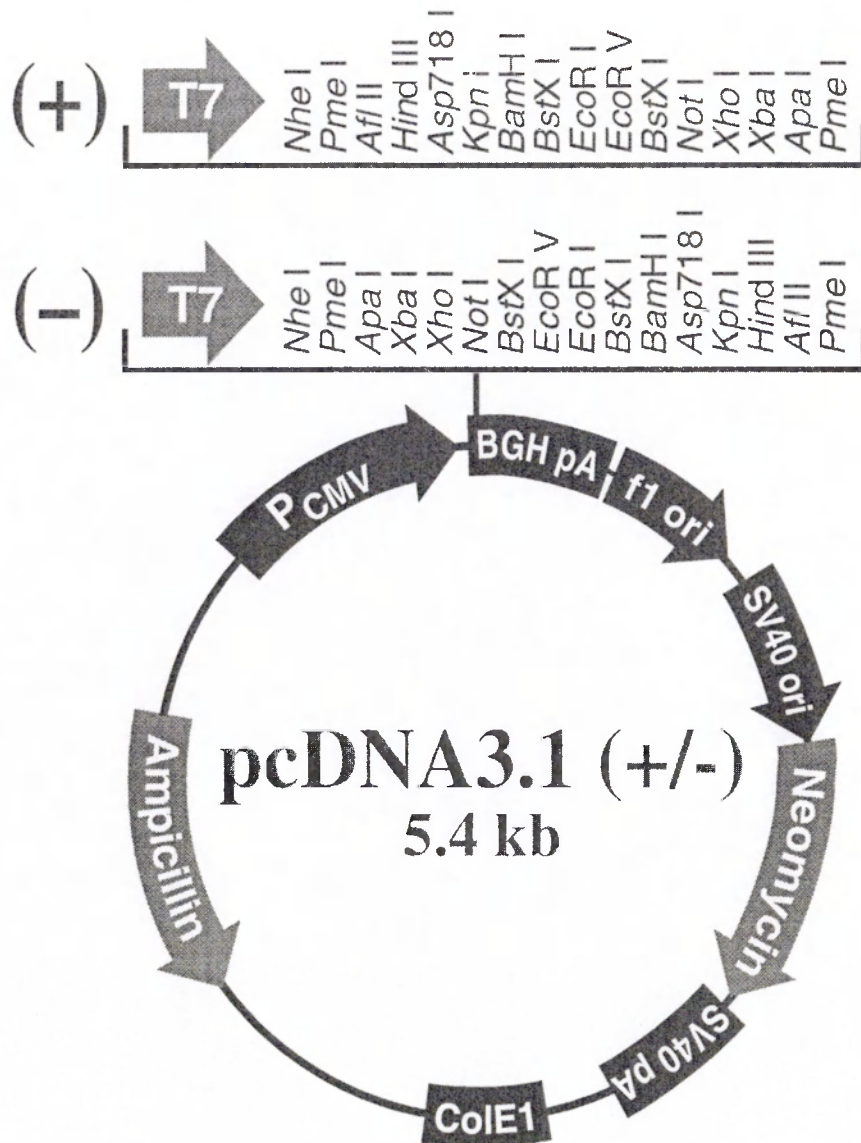 (+)
T7
Nhe I
Pme I
Afl II
Hind III
Asp718 I
Kpn i
BamH I
BstX I
EcoR I
EcoR V
BstX I
Not I
Xho I
Xba I
Apa I
Pme I
(-)
T7
Nhe I
Pme I
Apa I
Xba I
Xho I
Not I
BstX I
EcoR V
EcoR I
BstX I
BamH I
Asp718 I
Kpn I
Hind III
Afl II
Pme I
P CMV
BGH pA
f1 ori
SV40 ori
Neomycin
SV40 pA
ColE1
Ampicillin
pcDNA3.1 (+/-)
5.4 kb